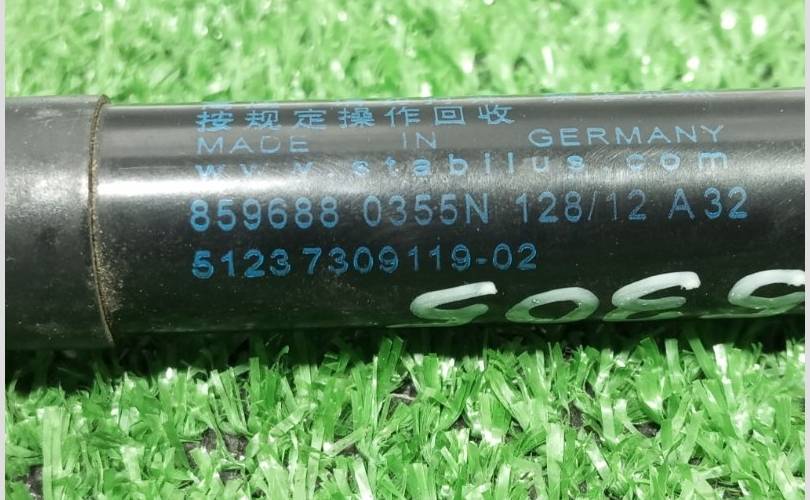 按规定操作回收
MADE IN GERMANY
www.stabilus.com
859688 0355N 128/12 A32
51237309119-02